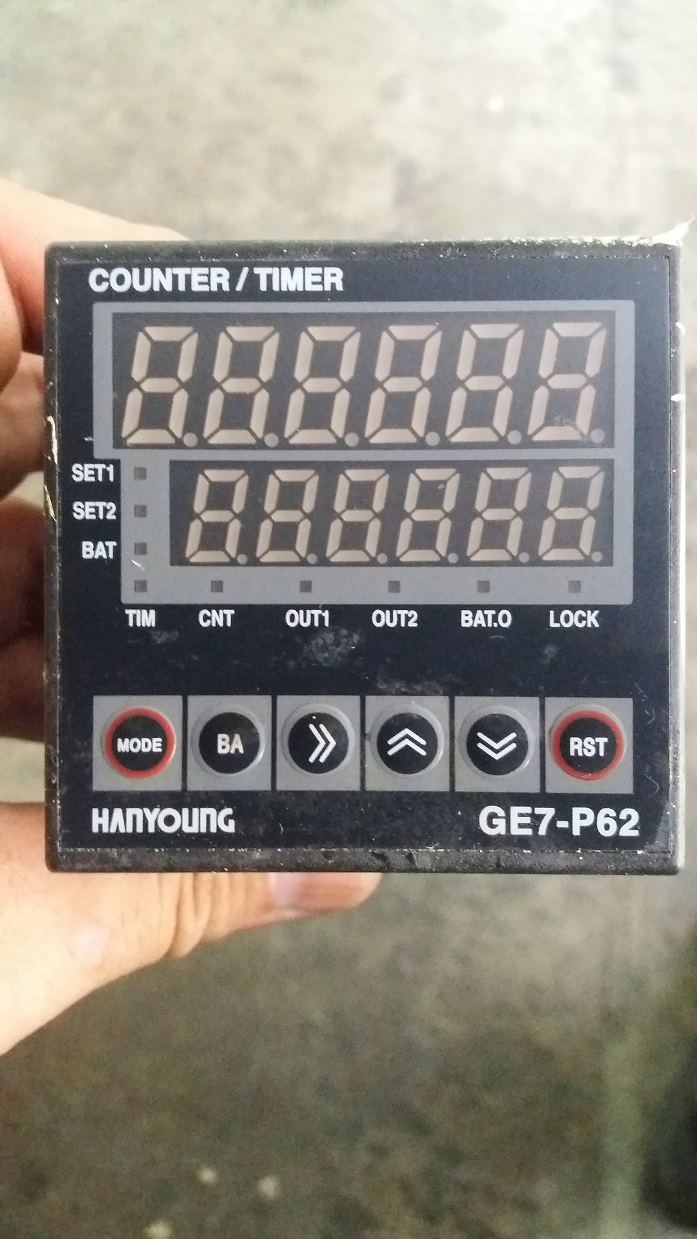 COUNTER / TIMER
SET1
SET2
BAT
TIM CNT OUT1 OUT2 BAT.O LOCK
MODE BA RST
HANYOUNG GE7-P62